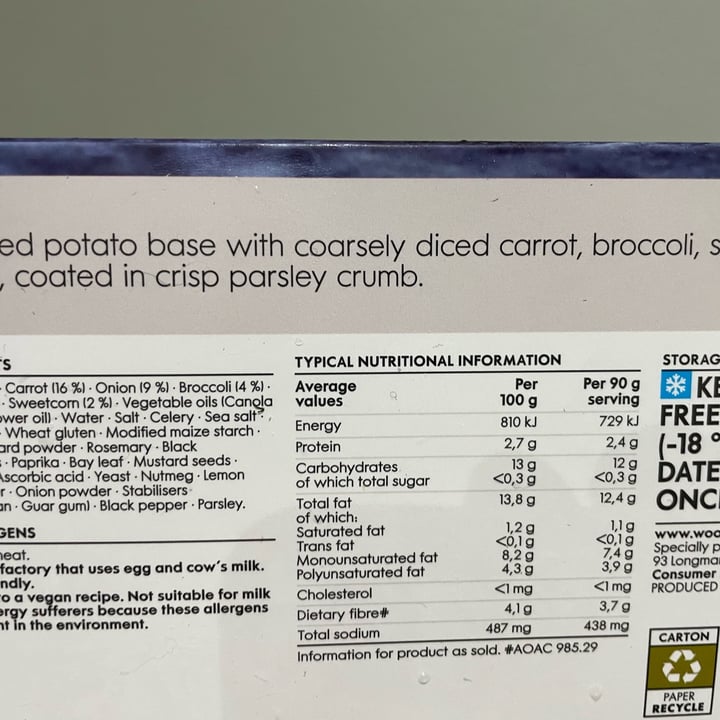 ed potato base with coarsely diced carrot, broccoli, s
, coated in crisp parsley crumb.
TS
· Carrot (16 %) · Onion (9 %) · Broccoli (4 %) ·
· Sweetcorn (2 %) · Vegetable oils (Canola
ower oil) · Water · Salt · Celery · Sea salt
· Wheat gluten · Modified maize starch ·
ard powder · Rosemary · Black
· Paprika · Bay leaf · Mustard seeds ·
Ascorbic acid · Yeast · Nutmeg · Lemon
r · Onion powder · Stabilisers
an · Guar gum) · Black pepper · Parsley.
GENS
heat.
factory that uses egg and cow's milk.
ndly.
o a vegan recipe. Not suitable for milk
ergy sufferers because these allergens
nt in the environment.
TYPICAL NUTRITIONAL INFORMATION
Average values Per 100 g Per 90 g serving
Energy 810 kJ 729 kJ
Protein 2,7 g 2,4 g
Carbohydrates 13 g 12 g
of which total sugar <0,3 g <0,3 g
Total fat 13,8 g 12,4 g
of which:
Saturated fat 1,2 g 1,1 g
Trans fat <0,1 g <0,1 g
Monounsaturated fat 8,2 g 7,4 g
Polyunsaturated fat 4,3 g 3,9 g
Cholesterol <1 mg <1 mg
Dietary fibre# 4,1 g 3,7 g
Total sodium 487 mg 438 mg
Information for product as sold. #AOAC 985.29
STORAG
KE
FREE
(-18 °
DATE
ONC
www.woo
Specially p
93 Longma
Consumer
PRODUCED
CARTON
PAPER
RECYCLE